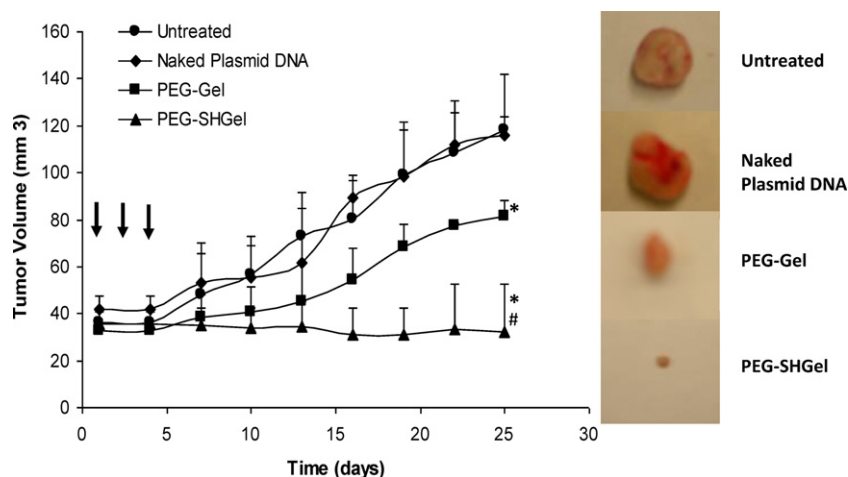 160
140
120
100
80
60
40
20
0
0 5 10 15 20 25 30
Tumor Volume (mm 3)
Time (days)
Untreated
Naked Plasmid DNA
PEG-Gel
PEG-SHGel
*
*
#
Untreated
Naked
Plasmid DNA
PEG-Gel
PEG-SHGel